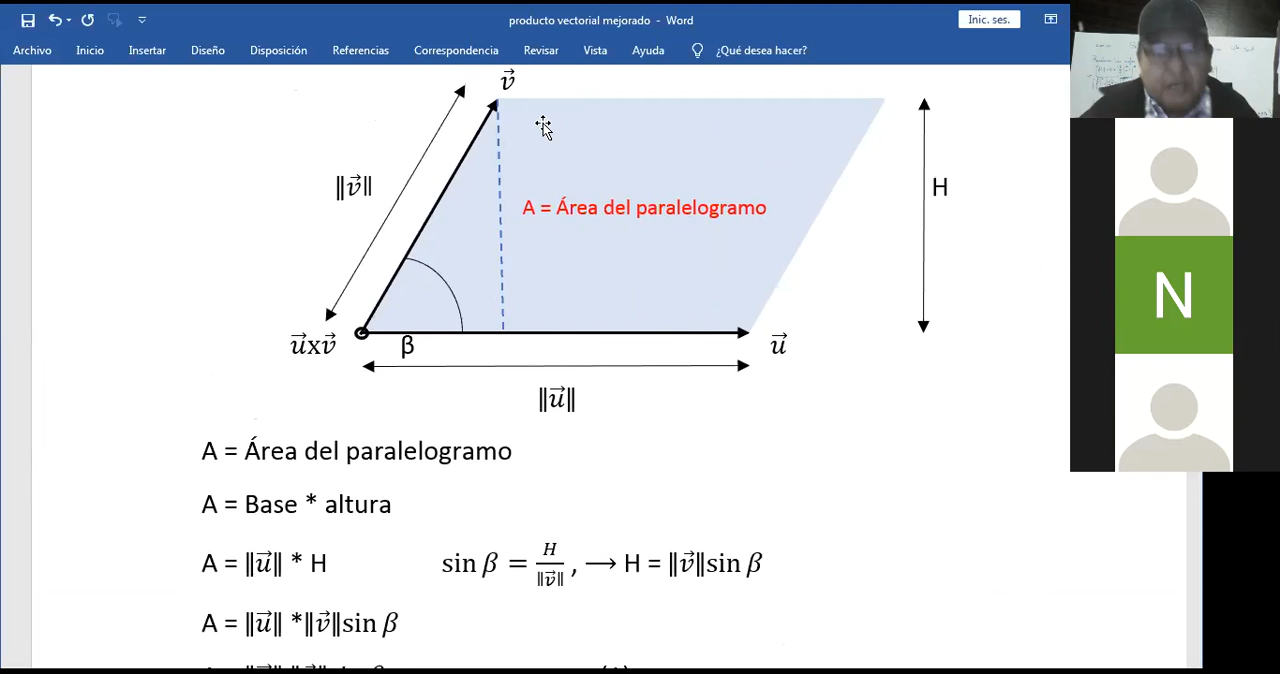 producto vectorial mejorado - Word
Inic. ses.
Archivo Inicio Insertar Diseño Disposición Referencias Correspondencia Revisar Vista Ayuda ¿Qué desea hacer?
v⃗
‖v⃗‖
H
A = Área del paralelogramo
N
u⃗xv⃗
β
u⃗
‖u⃗‖
A = Área del paralelogramo
A = Base * altura
A = ‖u⃗‖ * H sin β = H/‖v⃗‖ , → H = ‖v⃗‖sin β
A = ‖u⃗‖ *‖v⃗‖sin β